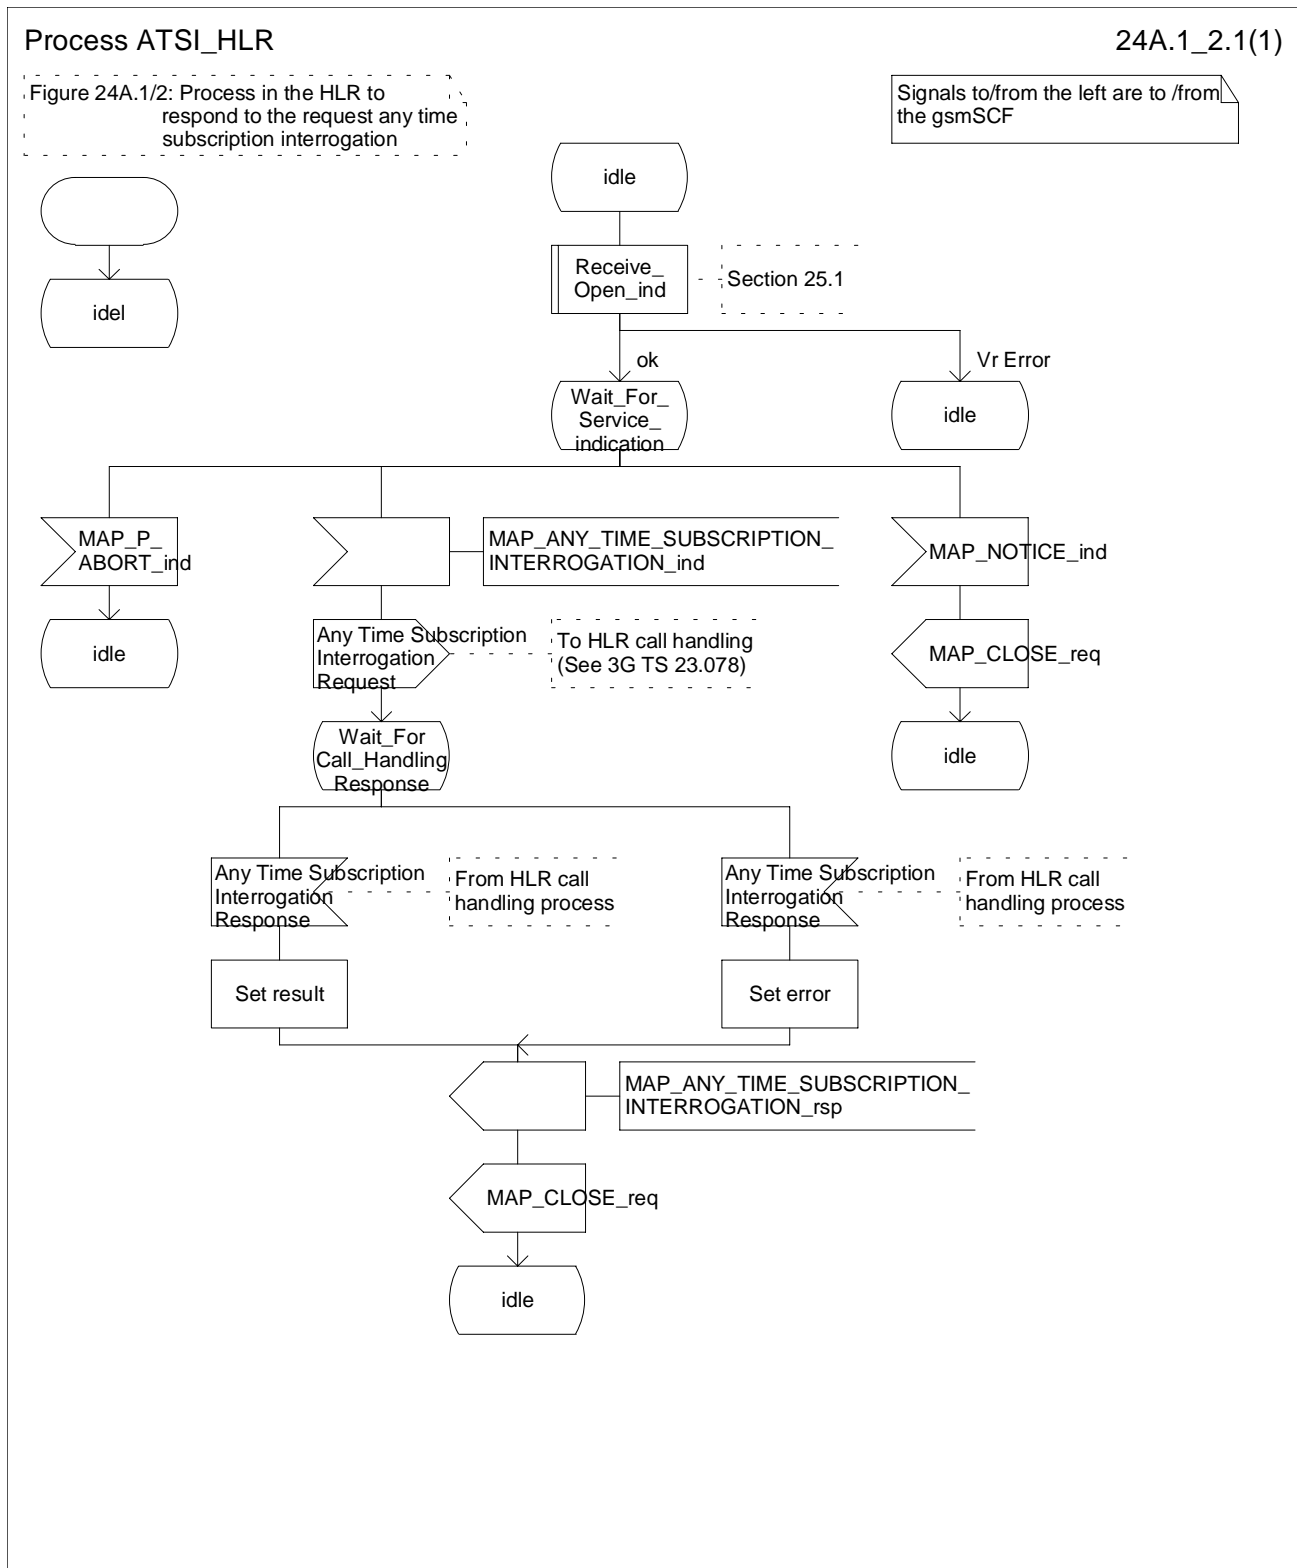 Process ATSI_HLR
24A.1_2.1(1)
Figure 24A.1/2: Process in the HLR to
respond to the request any time
subscription interrogation
Signals to/from the left are to /from
the gsmSCF
idle
idel
Receive_
Open_ind
Section 25.1
ok
Vr Error
Wait_For_
Service_
indication
idle
MAP_P_
ABORT_ind
MAP_ANY_TIME_SUBSCRIPTION_
INTERROGATION_ind
MAP_NOTICE_ind
idle
Any Time Subscription
Interrogation
Request
To HLR call handling
(See 3G TS 23.078)
MAP_CLOSE_req
Wait_For
Call_Handling
Response
idle
Any Time Subscription
Interrogation
Response
From HLR call
handling process
Any Time Subscription
Interrogation
Response
From HLR call
handling process
Set result
Set error
MAP_ANY_TIME_SUBSCRIPTION_
INTERROGATION_rsp
MAP_CLOSE_req
idle